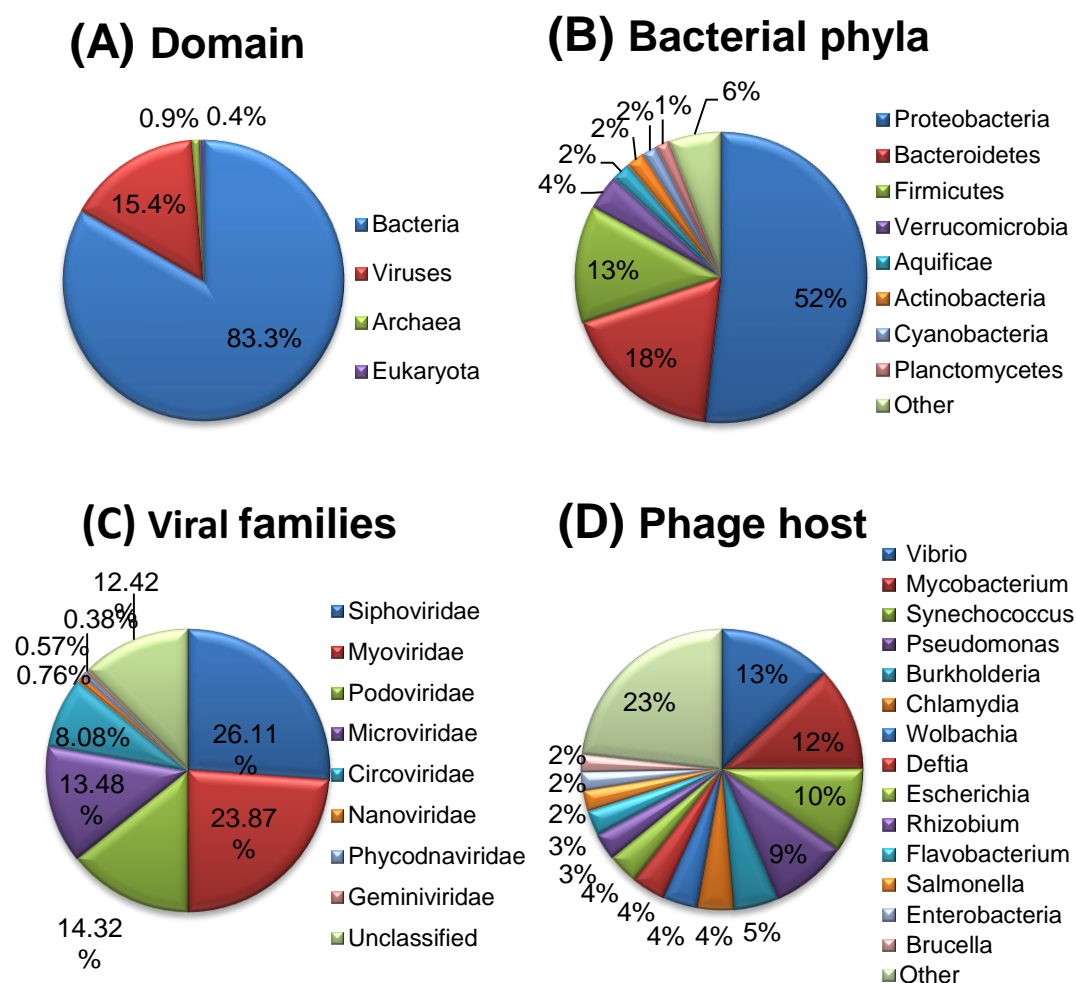 (A) Domain
0.9%
0.4%
15.4%
83.3%
Bacteria
Viruses
Archaea
Eukaryota
(B) Bacterial phyla
6%
1%
2%
2%
2%
4%
13%
18%
52%
Proteobacteria
Bacteroidetes
Firmicutes
Verrucomicrobia
Aquificae
Actinobacteria
Cyanobacteria
Planctomycetes
Other
(C) Viral families
12.42
%
0.38%
0.57%
0.76%
8.08%
13.48
%
14.32
%
26.11
%
23.87
%
Siphoviridae
Myoviridae
Podoviridae
Microviridae
Circoviridae
Nanoviridae
Phycodnaviridae
Geminiviridae
Unclassified
(D) Phage host
23%
13%
12%
10%
9%
5%
4%
4%
4%
4%
3%
3%
2%
2%
2%
Vibrio
Mycobacterium
Synechococcus
Pseudomonas
Burkholderia
Chlamydia
Wolbachia
Deftia
Escherichia
Rhizobium
Flavobacterium
Salmonella
Enterobacteria
Brucella
Other